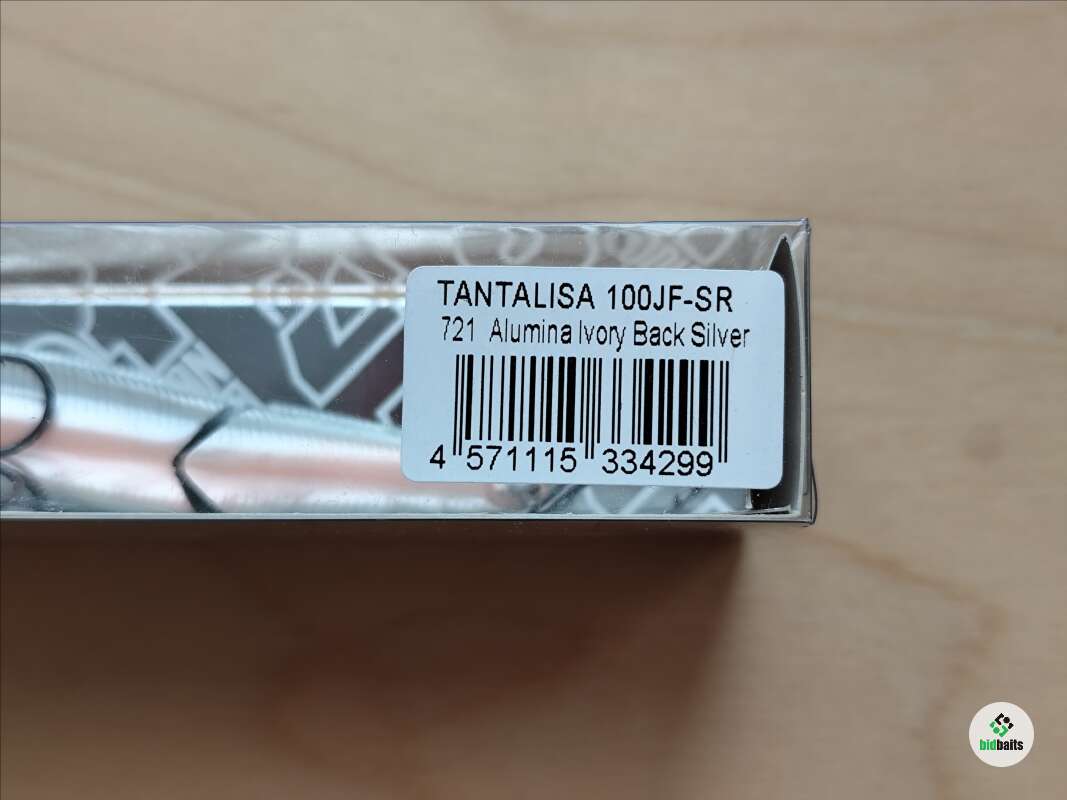 TANTALISA 100JF-SR
721 Alumina Ivory Back Silver
4 571115 334299
bidbaits